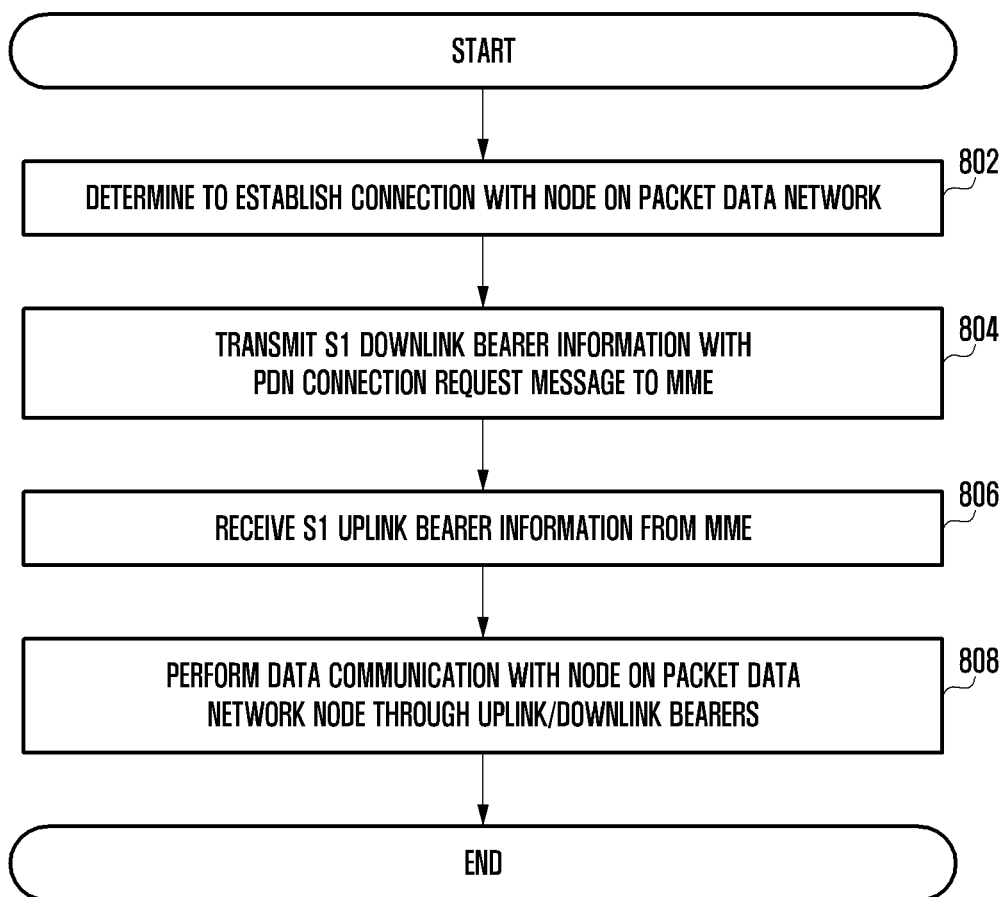 START
802
DETERMINE TO ESTABLISH CONNECTION WITH NODE ON PACKET DATA NETWORK
804
TRANSMIT S1 DOWNLINK BEARER INFORMATION WITH
PDN CONNECTION REQUEST MESSAGE TO MME
806
RECEIVE S1 UPLINK BEARER INFORMATION FROM MME
808
PERFORM DATA COMMUNICATION WITH NODE ON PACKET DATA
NETWORK NODE THROUGH UPLINK/DOWNLINK BEARERS
END